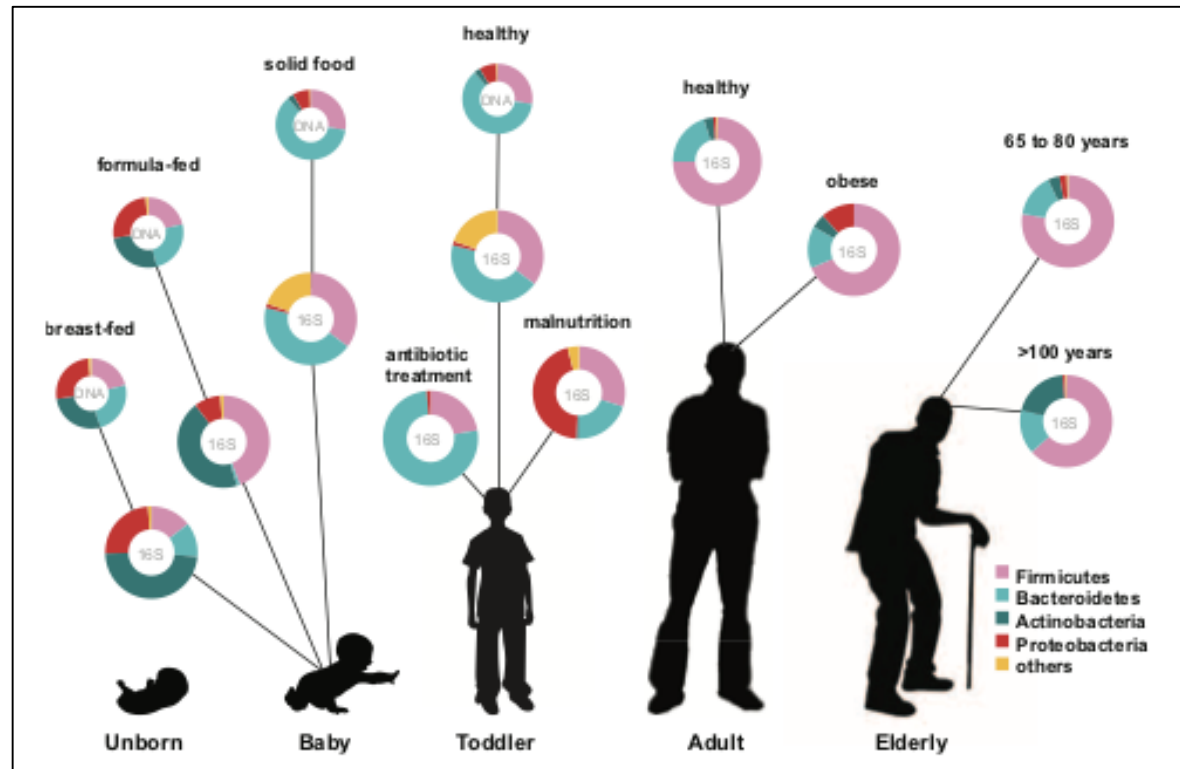 healthy
solid food
DNA
DNA
healthy
formula-fed
16S
65 to 80 years
obese
DNA
16S
16S
16S
16S
breast-fed
malnutrition
antibiotic
treatment
>100 years
DNA
16S
16S
16S
16S
16S
Firmicutes
Bacteroidetes
Actinobacteria
Proteobacteria
others
Unborn
Baby
Toddler
Adult
Elderly